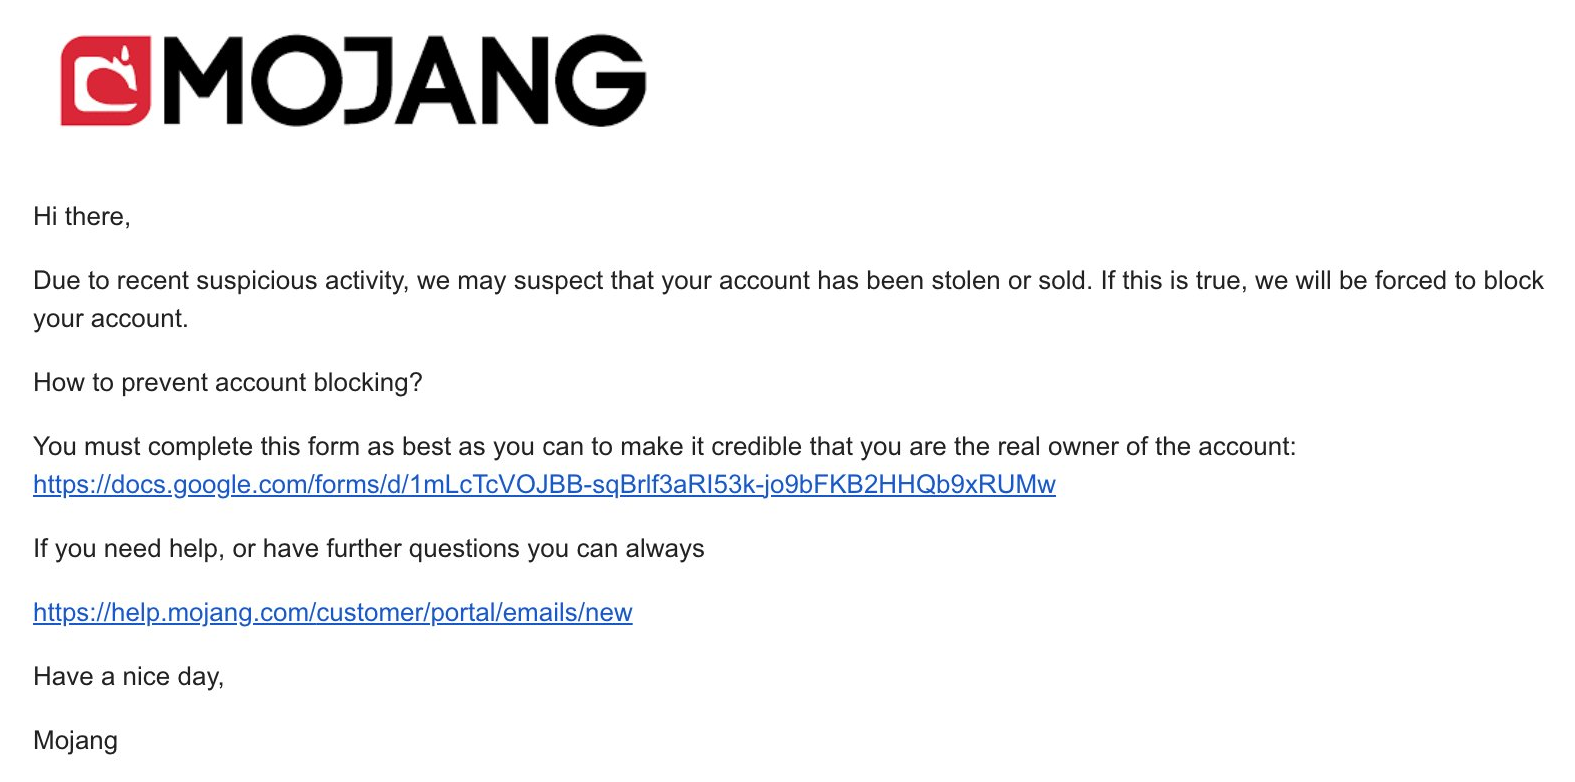 MOJANG
Hi there,
Due to recent suspicious activity, we may suspect that your account has been stolen or sold. If this is true, we will be forced to block
your account.
How to prevent account blocking?
You must complete this form as best as you can to make it credible that you are the real owner of the account:
https://docs.google.com/forms/d/1mLcTcVOJBB-sqBrlf3aRI53k-jo9bFKB2HHQb9xRUMw
If you need help, or have further questions you can always
https://help.mojang.com/customer/portal/emails/new
Have a nice day,
Mojang